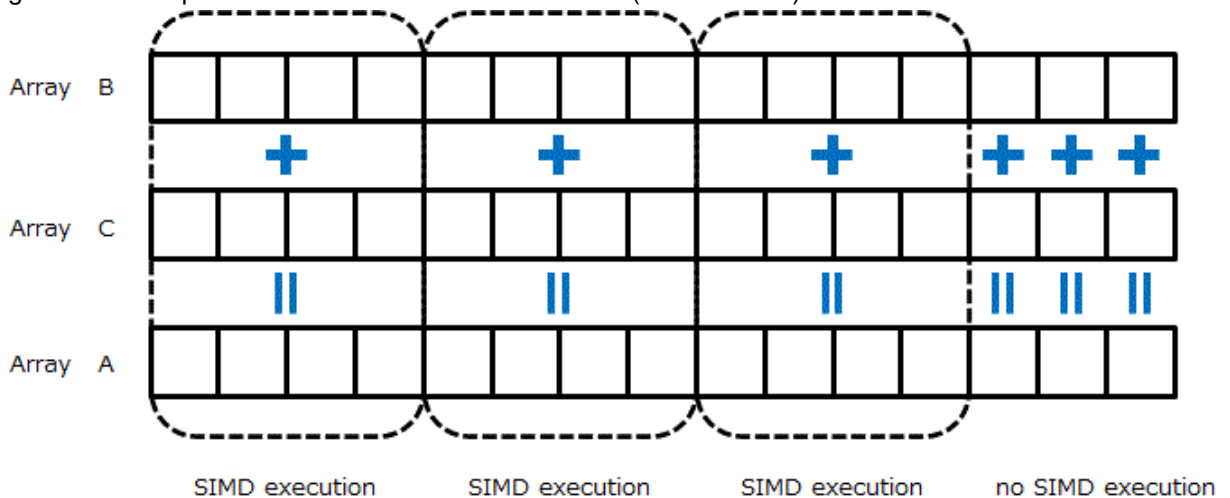 Array B
Array C
Array A
SIMD execution
SIMD execution
SIMD execution
no SIMD execution